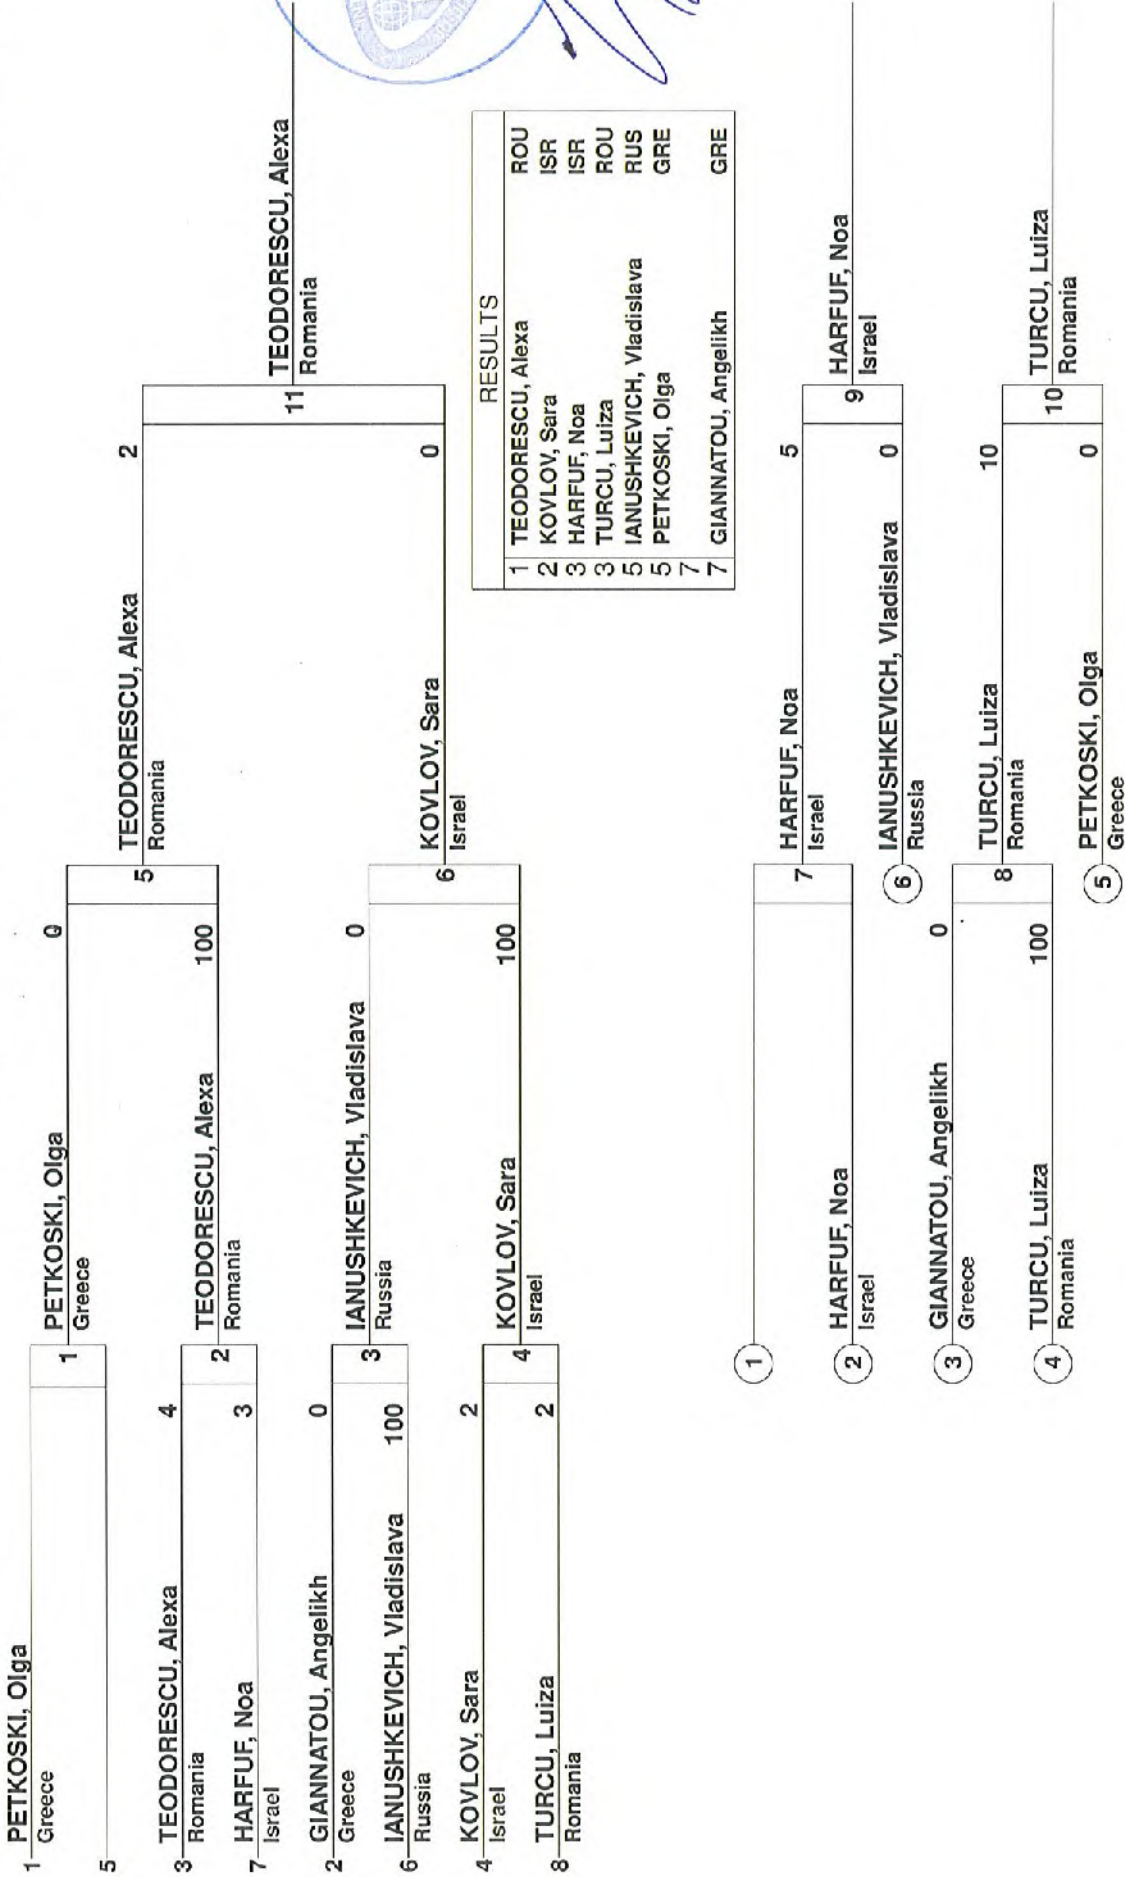 1 PETKOSKI, Olga
Greece
5
3 TEODORESCU, Alexa 4
Romania
7 HARFUF, Noa 3
Israel
2 GIANNATOU, Angelikh 0
Greece
6 IANUSHKEVICH, Vladislava 100
Russia
4 KOVLOV, Sara 2
Israel
8 TURCU, Luiza 2
Romania
1 PETKOSKI, Olga 0
Greece
2 TEODORESCU, Alexa 100
Romania
3 IANUSHKEVICH, Vladislava 0
Russia
4 KOVLOV, Sara 100
Israel
5 TEODORESCU, Alexa 2
Romania
6 KOVLOV, Sara 0
Israel
11 TEODORESCU, Alexa
Romania
RESULTS
1 TEODORESCU, Alexa ROU
2 KOVLOV, Sara ISR
3 HARFUF, Noa ISR
3 TURCU, Luiza ROU
5 IANUSHKEVICH, Vladislava RUS
5 PETKOSKI, Olga GRE
7
7 GIANNATOU, Angelikh GRE
1
2 HARFUF, Noa
Israel
3 GIANNATOU, Angelikh 0
Greece
4 TURCU, Luiza 100
Romania
7 HARFUF, Noa 5
Israel
6 IANUSHKEVICH, Vladislava 0
Russia
8 TURCU, Luiza 10
Romania
5 PETKOSKI, Olga 0
Greece
9 HARFUF, Noa
Israel
10 TURCU, Luiza
Romania